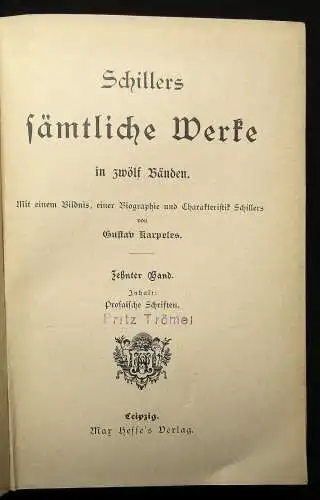 Schillers
sämtliche Werke
in zwölf Bänden.
Mit einem Bildnis, einer Biographie und Charakteristik Schillers
von
Gustav Karpeles.
Zehnter Band.
Inhalt:
Prosaische Schriften.
Fritz Trömel
Leipzig.
Max Hesse's Verlag.